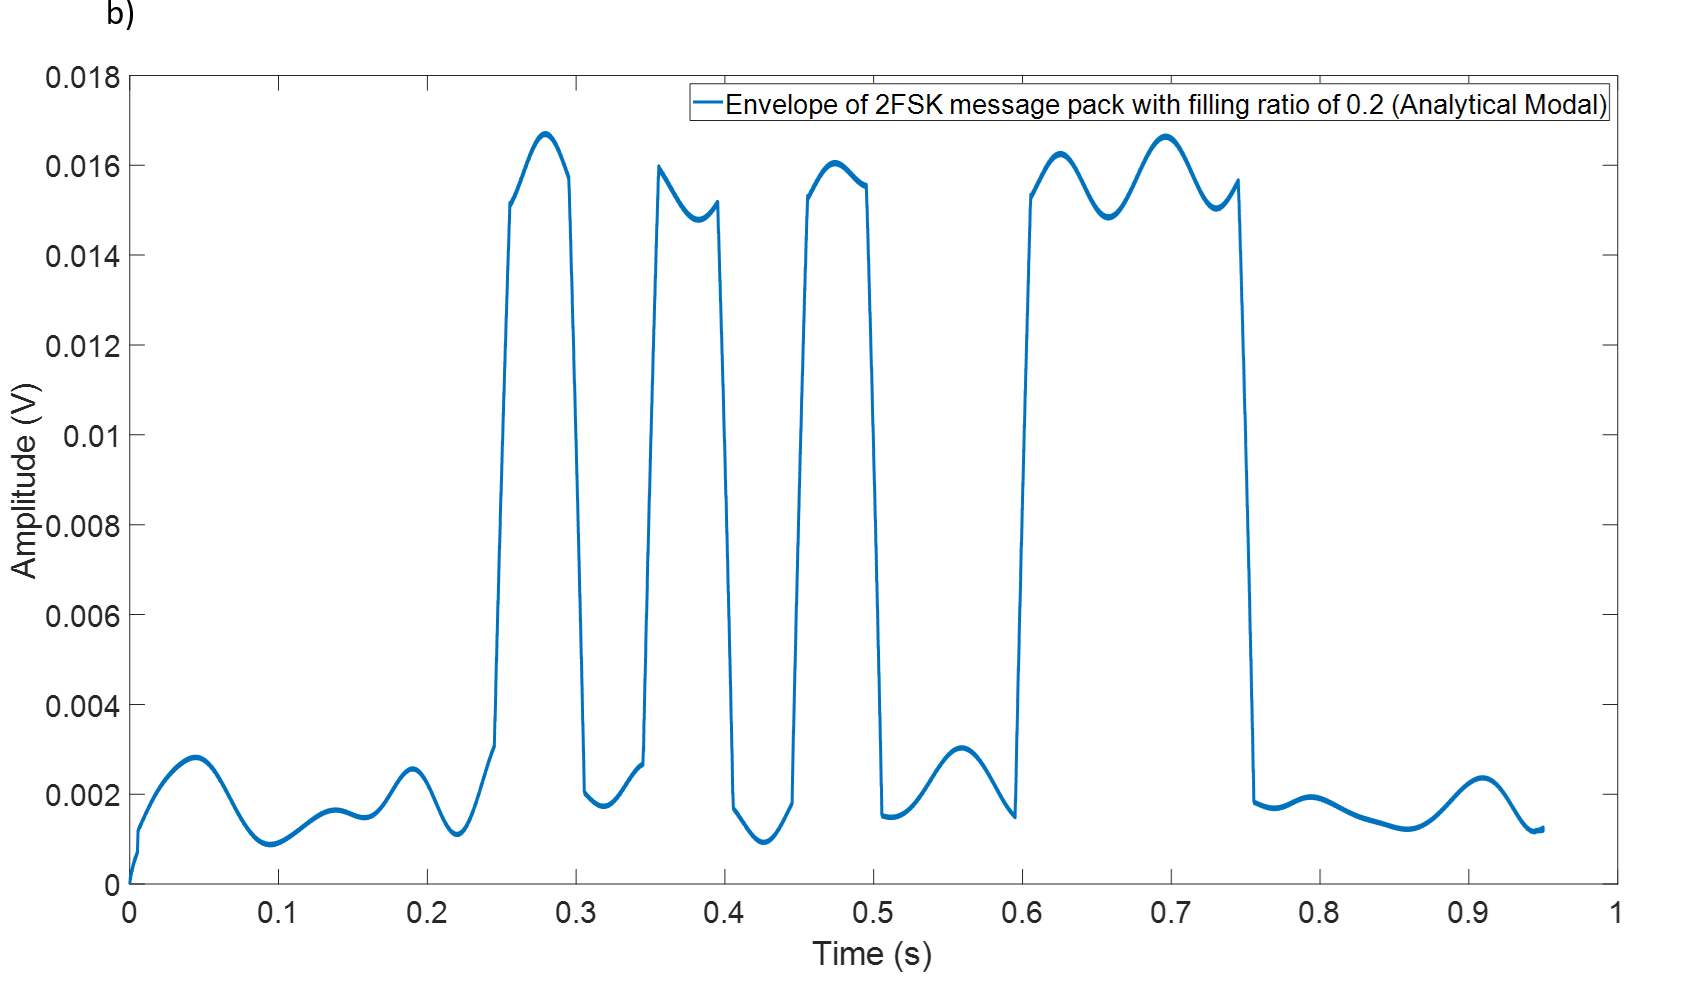 b)
Envelope of 2FSK message pack with filling ratio of 0.2 (Analytical Modal)
0.018
0.016
0.014
0.012
0.01
0.008
0.006
0.004
0.002
0
Amplitude (V)
0 0.1 0.2 0.3 0.4 0.5 0.6 0.7 0.8 0.9 1
Time (s)